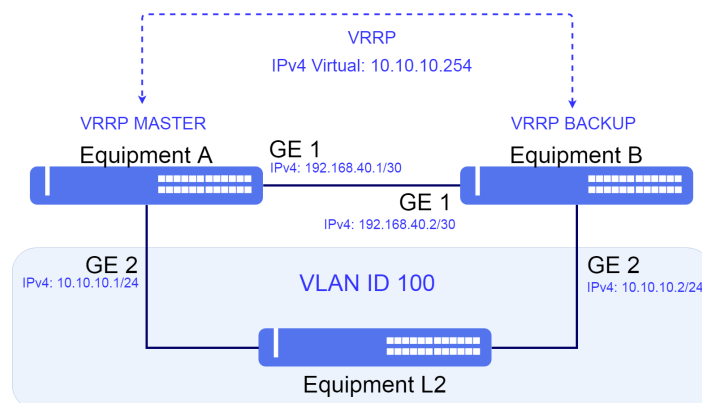 VRRP
IPv4 Virtual: 10.10.10.254
VRRP MASTER
VRRP BACKUP
Equipment A
GE 1
Equipment B
IPv4: 192.168.40.1/30
GE 1
IPv4: 192.168.40.2/30
GE 2
IPv4: 10.10.10.1/24
VLAN ID 100
GE 2
IPv4: 10.10.10.2/24
Equipment L2